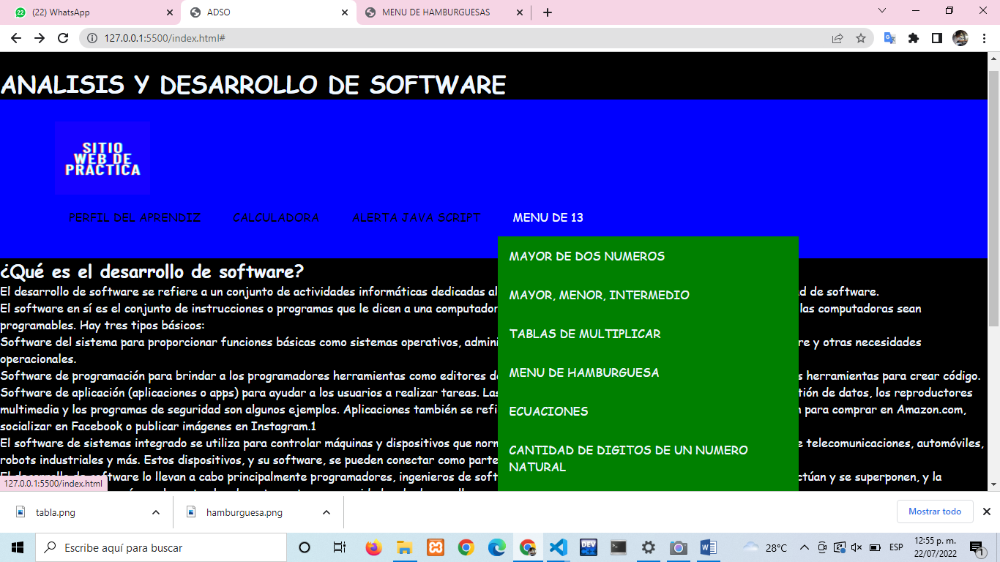 (22) WhatsApp
ADSO
MENU DE HAMBURGUESAS
127.0.0.1:5500/index.html#
ANALISIS Y DESARROLLO DE SOFTWARE
SITIO
WEB DE
PRACTICA
PERFIL DEL APRENDIZ
CALCULADORA
ALERTA JAVA SCRIPT
MENU DE 13
MAYOR DE DOS NUMEROS
MAYOR, MENOR, INTERMEDIO
TABLAS DE MULTIPLICAR
MENU DE HAMBURGUESA
ECUACIONES
CANTIDAD DE DIGITOS DE UN NUMERO
NATURAL
¿Qué es el desarrollo de software?
El desarrollo de software se refiere a un conjunto de actividades informáticas dedicadas al d de software.
El software en sí es el conjunto de instrucciones o programas que le dicen a una computador las computadoras sean
programables. Hay tres tipos básicos:
Software del sistema para proporcionar funciones básicas como sistemas operativos, admini re y otras necesidades
operacionales.
Software de programación para brindar a los programadores herramientas como editores d s herramientas para crear código.
Software de aplicación (aplicaciones o apps) para ayudar a los usuarios a realizar tareas. Las tión de datos, los reproductores
multimedia y los programas de seguridad son algunos ejemplos. Aplicaciones también se refi n para comprar en Amazon.com,
socializar en Facebook o publicar imágenes en Instagram.1
El software de sistemas integrado se utiliza para controlar máquinas y dispositivos que norm e telecomunicaciones, automóviles,
robots industriales y más. Estos dispositivos, y su software, se pueden conectar como parte
El desarrollo de software lo llevan a cabo principalmente programadores, ingenieros de soft ctúan y se superponen, y la
127.0.0.1:5500/index.html
tabla.png
hamburguesa.png
Mostrar todo
Escribe aquí para buscar
DEV
28°C
ESP
12:55 p. m.
22/07/2022
1